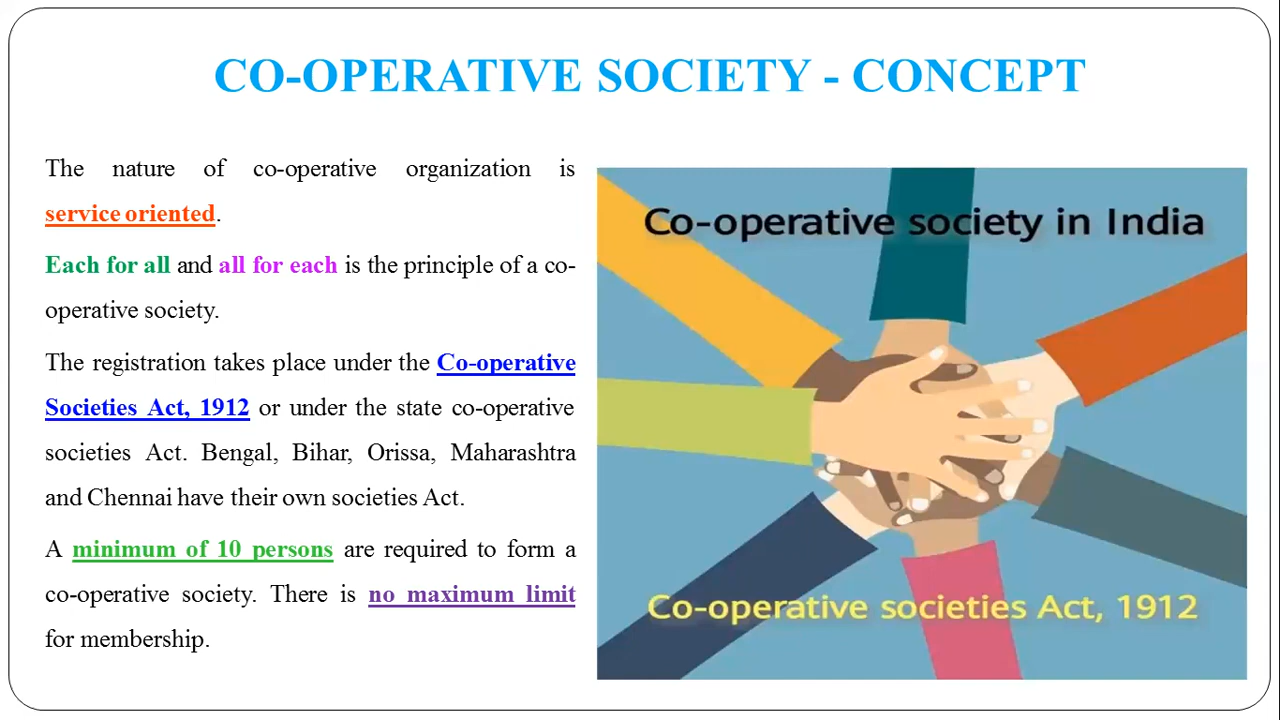 CO-OPERATIVE SOCIETY - CONCEPT
The nature of co-operative organization is
service oriented.
Each for all and all for each is the principle of a co-
operative society.
The registration takes place under the Co-operative
Societies Act, 1912 or under the state co-operative
societies Act. Bengal, Bihar, Orissa, Maharashtra
and Chennai have their own societies Act.
A minimum of 10 persons are required to form a
co-operative society. There is no maximum limit
for membership.
Co-operative society in India
Co-operative societies Act, 1912